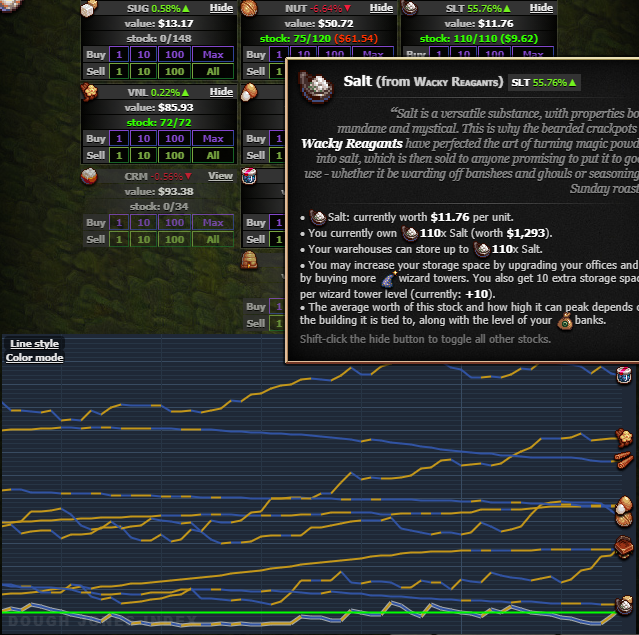 SUG 0.58%▲ Hide
value: $13.17
stock: 0/148
Buy 1 10 100 Max
Sell 1 10 100 All
NUT -6.64%▼ Hide
value: $50.72
stock: 75/120 ($61.54)
Buy 1 10 100 Max
SLT 55.76%▲ Hide
value: $11.76
stock: 110/110 ($9.62)
Buy 1 10 100 Max
VNL 0.22%▲ Hide
value: $85.93
stock: 72/72
Buy 1 10 100 Max
Sell 1 10 100 All
CRM -0.56%▼ View
value: $93.38
stock: 0/34
Buy 1 10 100 Max
Sell 1 10 100 All
Buy
Sell
Salt (from Wacky Reagants) SLT 55.76%▲
“Salt is a versatile substance, with properties bo
mundane and mystical. This is why the bearded crackpots
Wacky Reagants have perfected the art of turning magic powd
into salt, which is then sold to anyone promising to put it to go
use - whether it be warding off banshees and ghouls or seasoning
Sunday roast
• Salt: currently worth $11.76 per unit.
• You currently own 110x Salt (worth $1,293).
• Your warehouses can store up to 110x Salt.
• You may increase your storage space by upgrading your offices and
by buying more wizard towers. You also get 10 extra storage spac
per wizard tower level (currently: +10).
• The average worth of this stock and how high it can peak depends o
the building it is tied to, along with the level of your banks.
Shift-click the hide button to toggle all other stocks.
Line style
Color mode
DOUGH